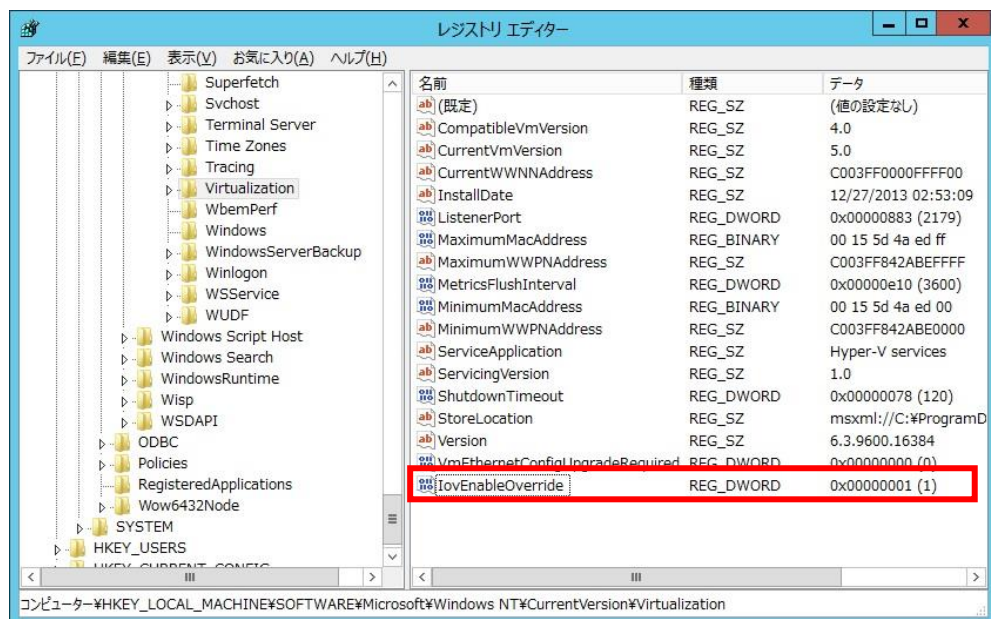 レジストリ エディター
ファイル(F) 編集(E) 表示(V) お気に入り(A) ヘルプ(H)
Superfetch
Svchost
Terminal Server
Time Zones
Tracing
Virtualization
WbemPerf
Windows
WindowsServerBackup
Winlogon
WSService
WUDF
Windows Script Host
Windows Search
WindowsRuntime
Wisp
WSDAPI
ODBC
Policies
RegisteredApplications
Wow6432Node
SYSTEM
HKEY_USERS
HKEY_CURRENT_CONFIG
名前 種類 データ
(既定) REG_SZ (値の設定なし)
CompatibleVmVersion REG_SZ 4.0
CurrentVmVersion REG_SZ 5.0
CurrentWWNNAddress REG_SZ C003FF0000FFFF00
InstallDate REG_SZ 12/27/2013 02:53:09
ListenerPort REG_DWORD 0x00000883 (2179)
MaximumMacAddress REG_BINARY 00 15 5d 4a ed ff
MaximumWWPNAddress REG_SZ C003FF842ABEFFFF
MetricsFlushInterval REG_DWORD 0x00000e10 (3600)
MinimumMacAddress REG_BINARY 00 15 5d 4a ed 00
MinimumWWPNAddress REG_SZ C003FF842ABE0000
ServiceApplication REG_SZ Hyper-V services
ServicingVersion REG_SZ 1.0
ShutdownTimeout REG_DWORD 0x00000078 (120)
StoreLocation REG_SZ msxml://C:¥ProgramD
Version REG_SZ 6.3.9600.16384
VmEthernetConfigUpgradeRequired REG_DWORD 0x00000000 (0)
IovEnableOverride REG_DWORD 0x00000001 (1)
コンピューター¥HKEY_LOCAL_MACHINE¥SOFTWARE¥Microsoft¥Windows NT¥CurrentVersion¥Virtualization